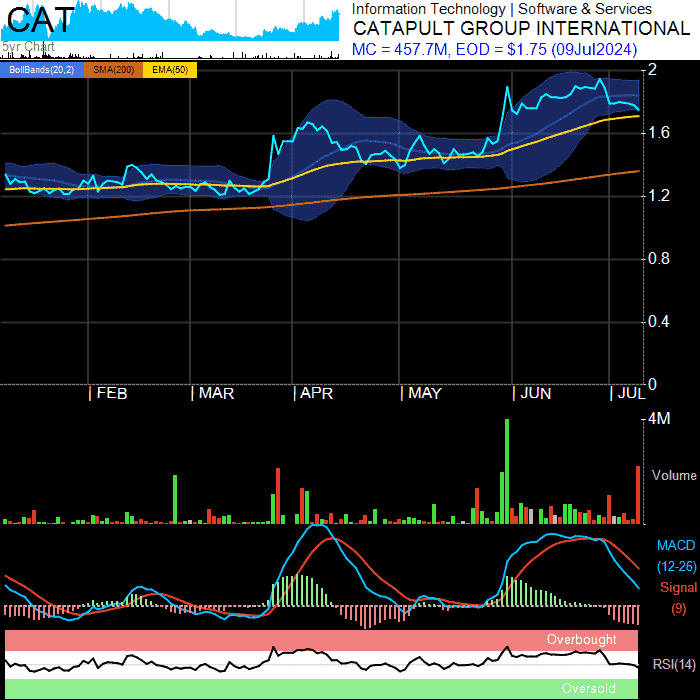 CAT
5yr Chart
Information Technology | Software & Services
CATAPULT GROUP INTERNATIONAL
MC = 457.7M, EOD = $1.75 (09Jul2024)
BollBands(20,2) SMA(200) EMA(50)
2
1.6
1.2
0.8
0.4
0
| FEB | MAR | APR | MAY | JUN | JUL
4M
Volume
MACD
(12-26)
Signal
(9)
Overbought
RSI(14)
Oversold